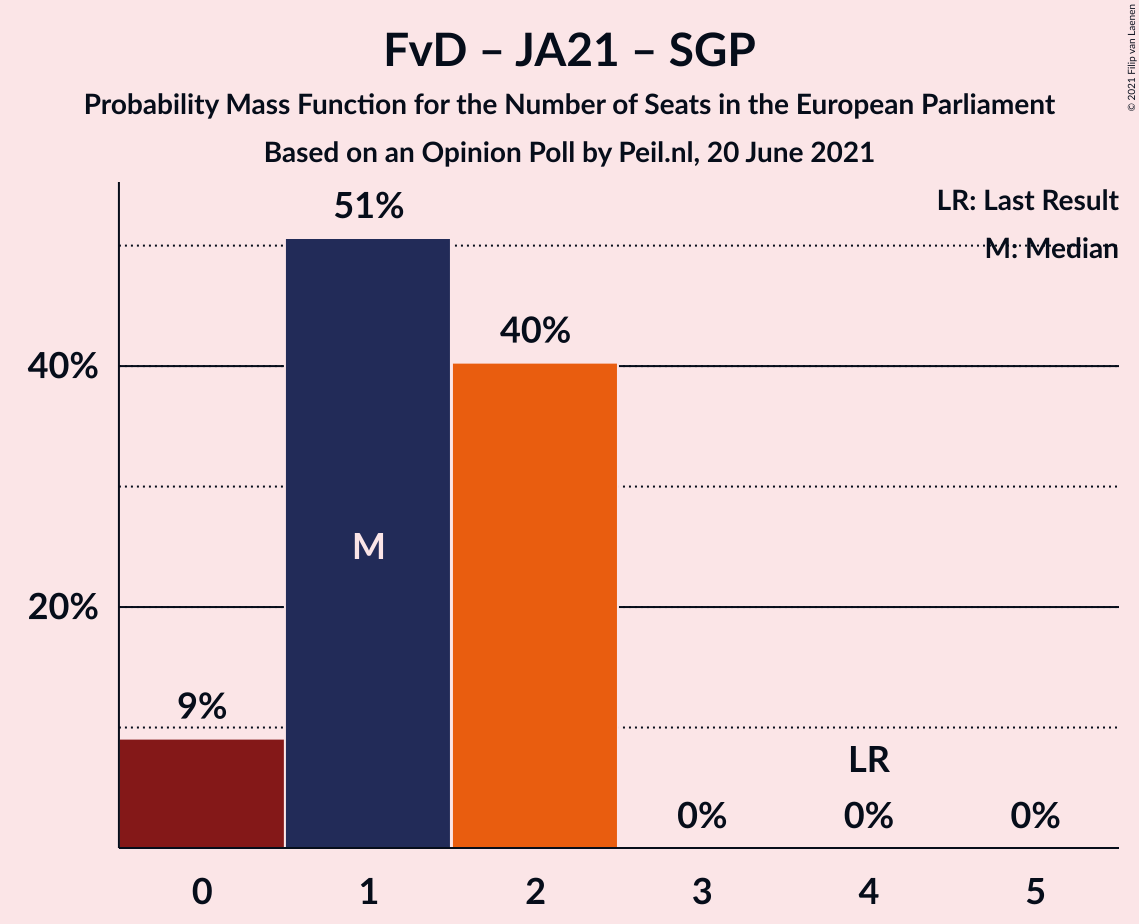 FvD – JA21 – SGP
Probability Mass Function for the Number of Seats in the European Parliament
Based on an Opinion Poll by Peil.nl, 20 June 2021
© 2021 Filip van Laenen
LR: Last Result
M: Median
51%
40%
40%
M
20%
9%
LR
0%
0%
0%
0
1
2
3
4
5